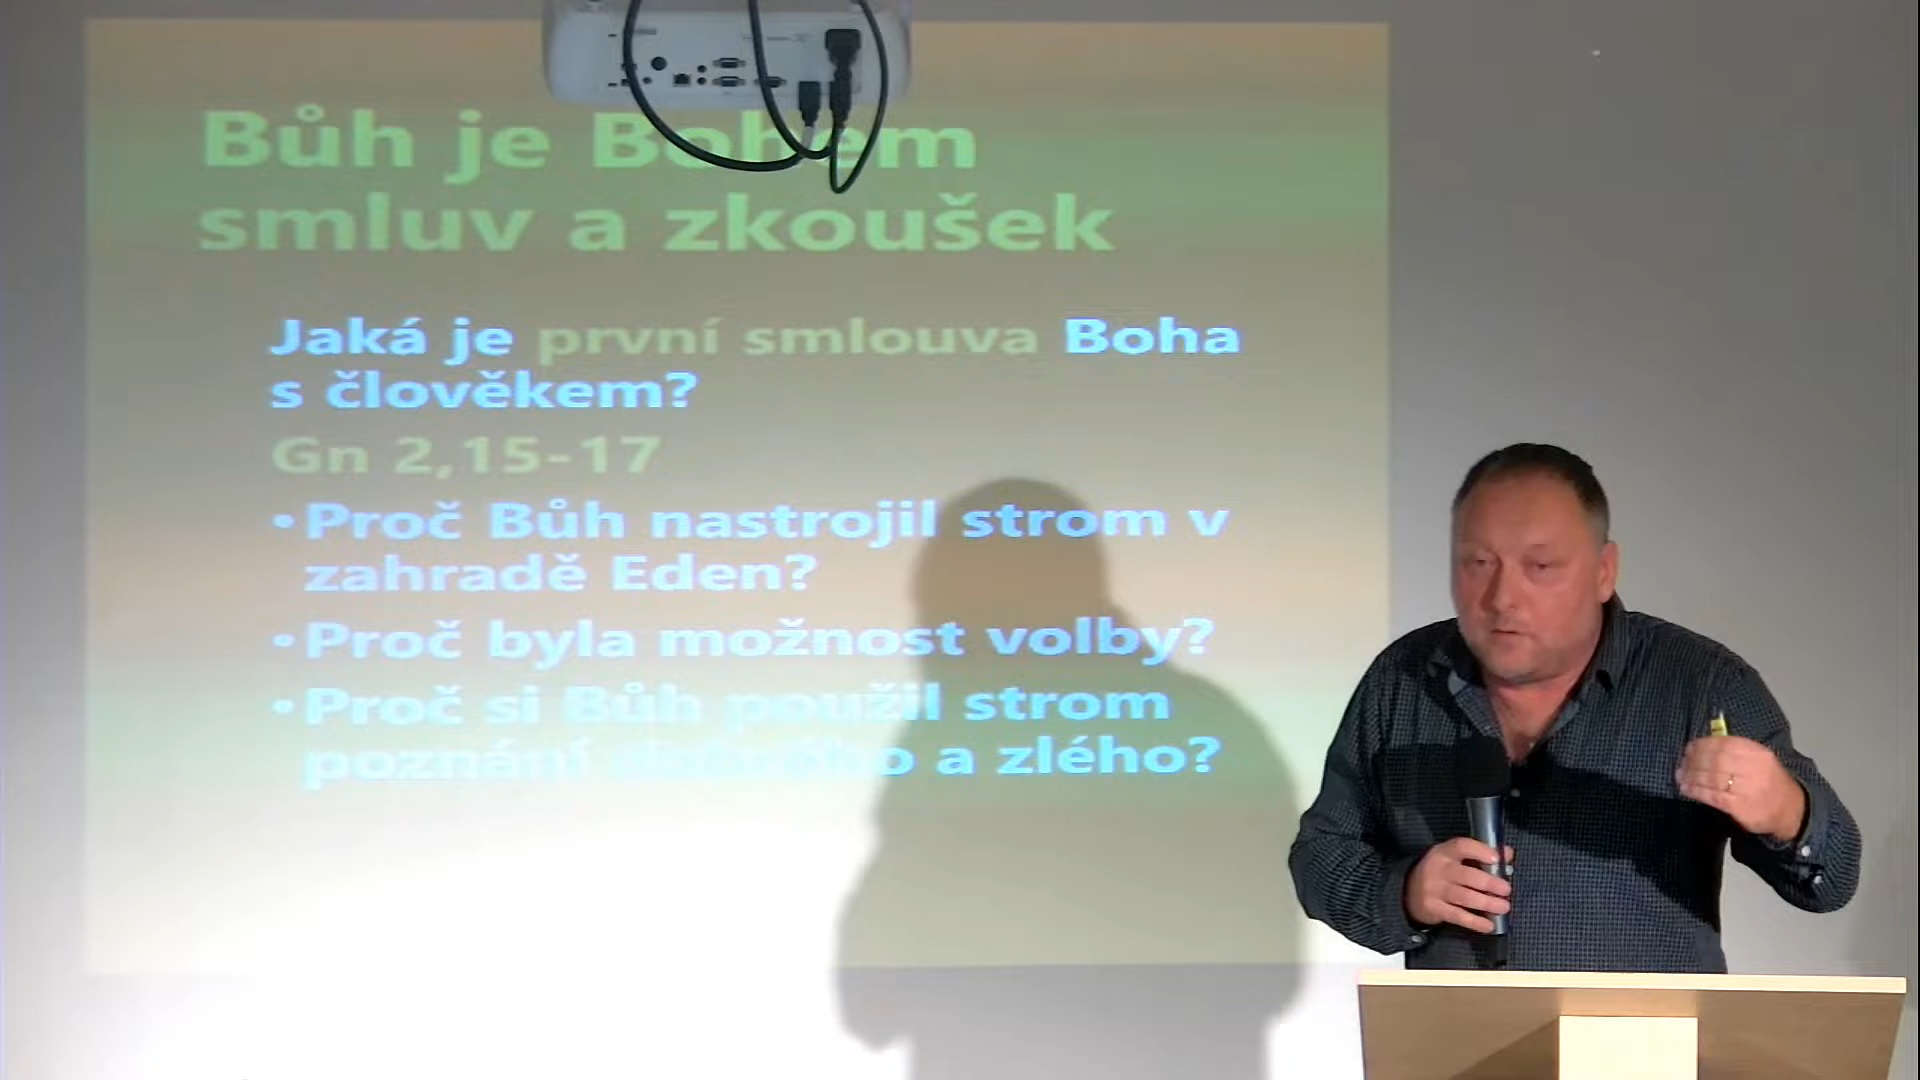 Bůh je Bohem
smluv a zkoušek
Jaká je první smlouva Boha
s člověkem?
Gn 2,15-17
•Proč Bůh nastrojil strom v
zahradě Eden?
•Proč byla možnost volby?
•Proč si Bůh použil strom
poznání dobrého a zlého?